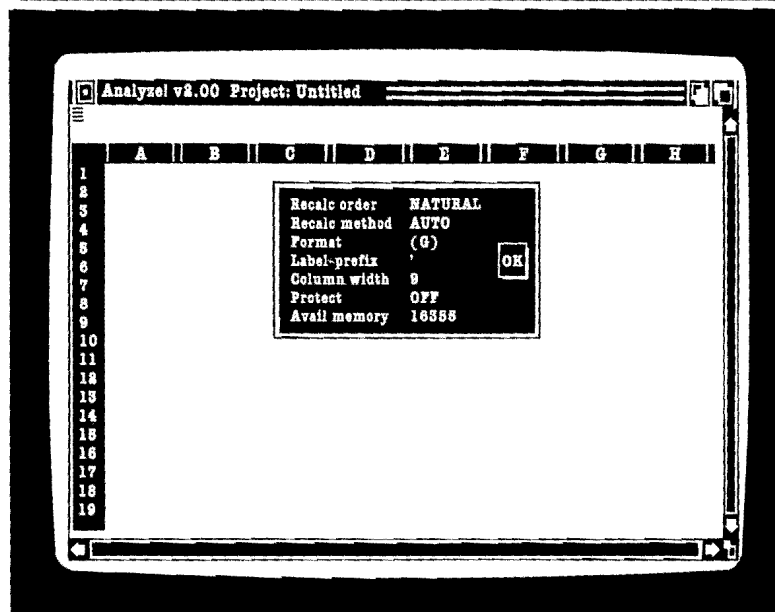 Analyze! v2.00 Project: Untitled
A B C D E F G H
1
2
3
4
5
6
7
8
9
10
11
12
13
14
15
16
17
18
19
Recalc order NATURAL
Recalc method AUTO
Format (G)
Label-prefix '
Column width 9
Protect OFF
Avail memory 16355
OK